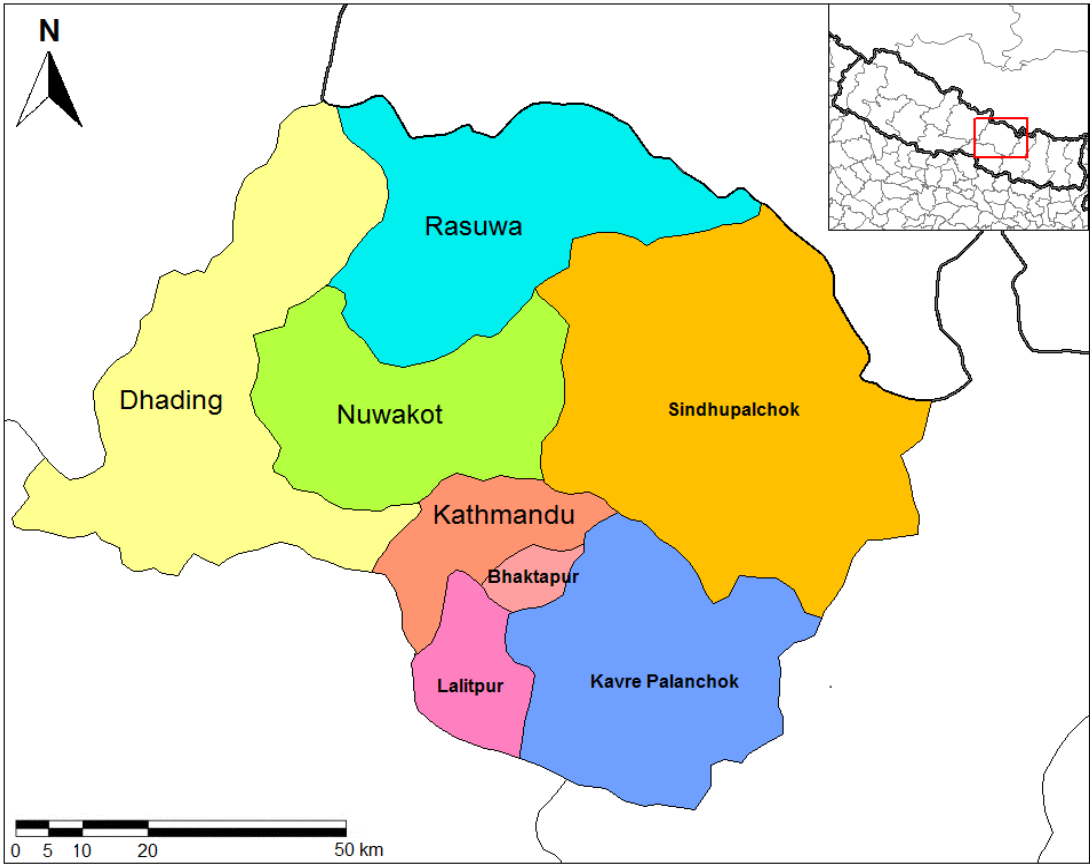 N
Rasuwa
Dhading
Nuwakot
Sindhupalchok
Kathmandu
Bhaktapur
Lalitpur
Kavre Palanchok
0 5 10 20 50 km